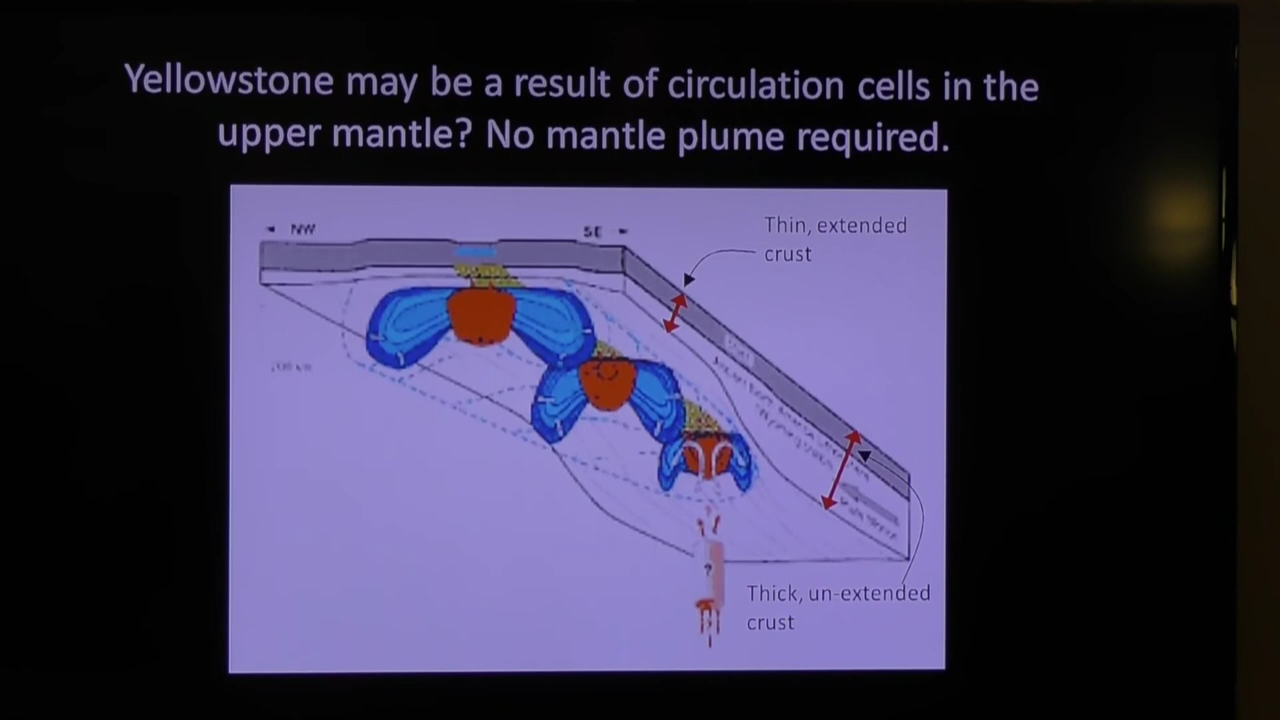 Yellowstone may be a result of circulation cells in the
upper mantle? No mantle plume required.
NW
SE
Thin, extended
crust
?
Thick, un-extended
crust